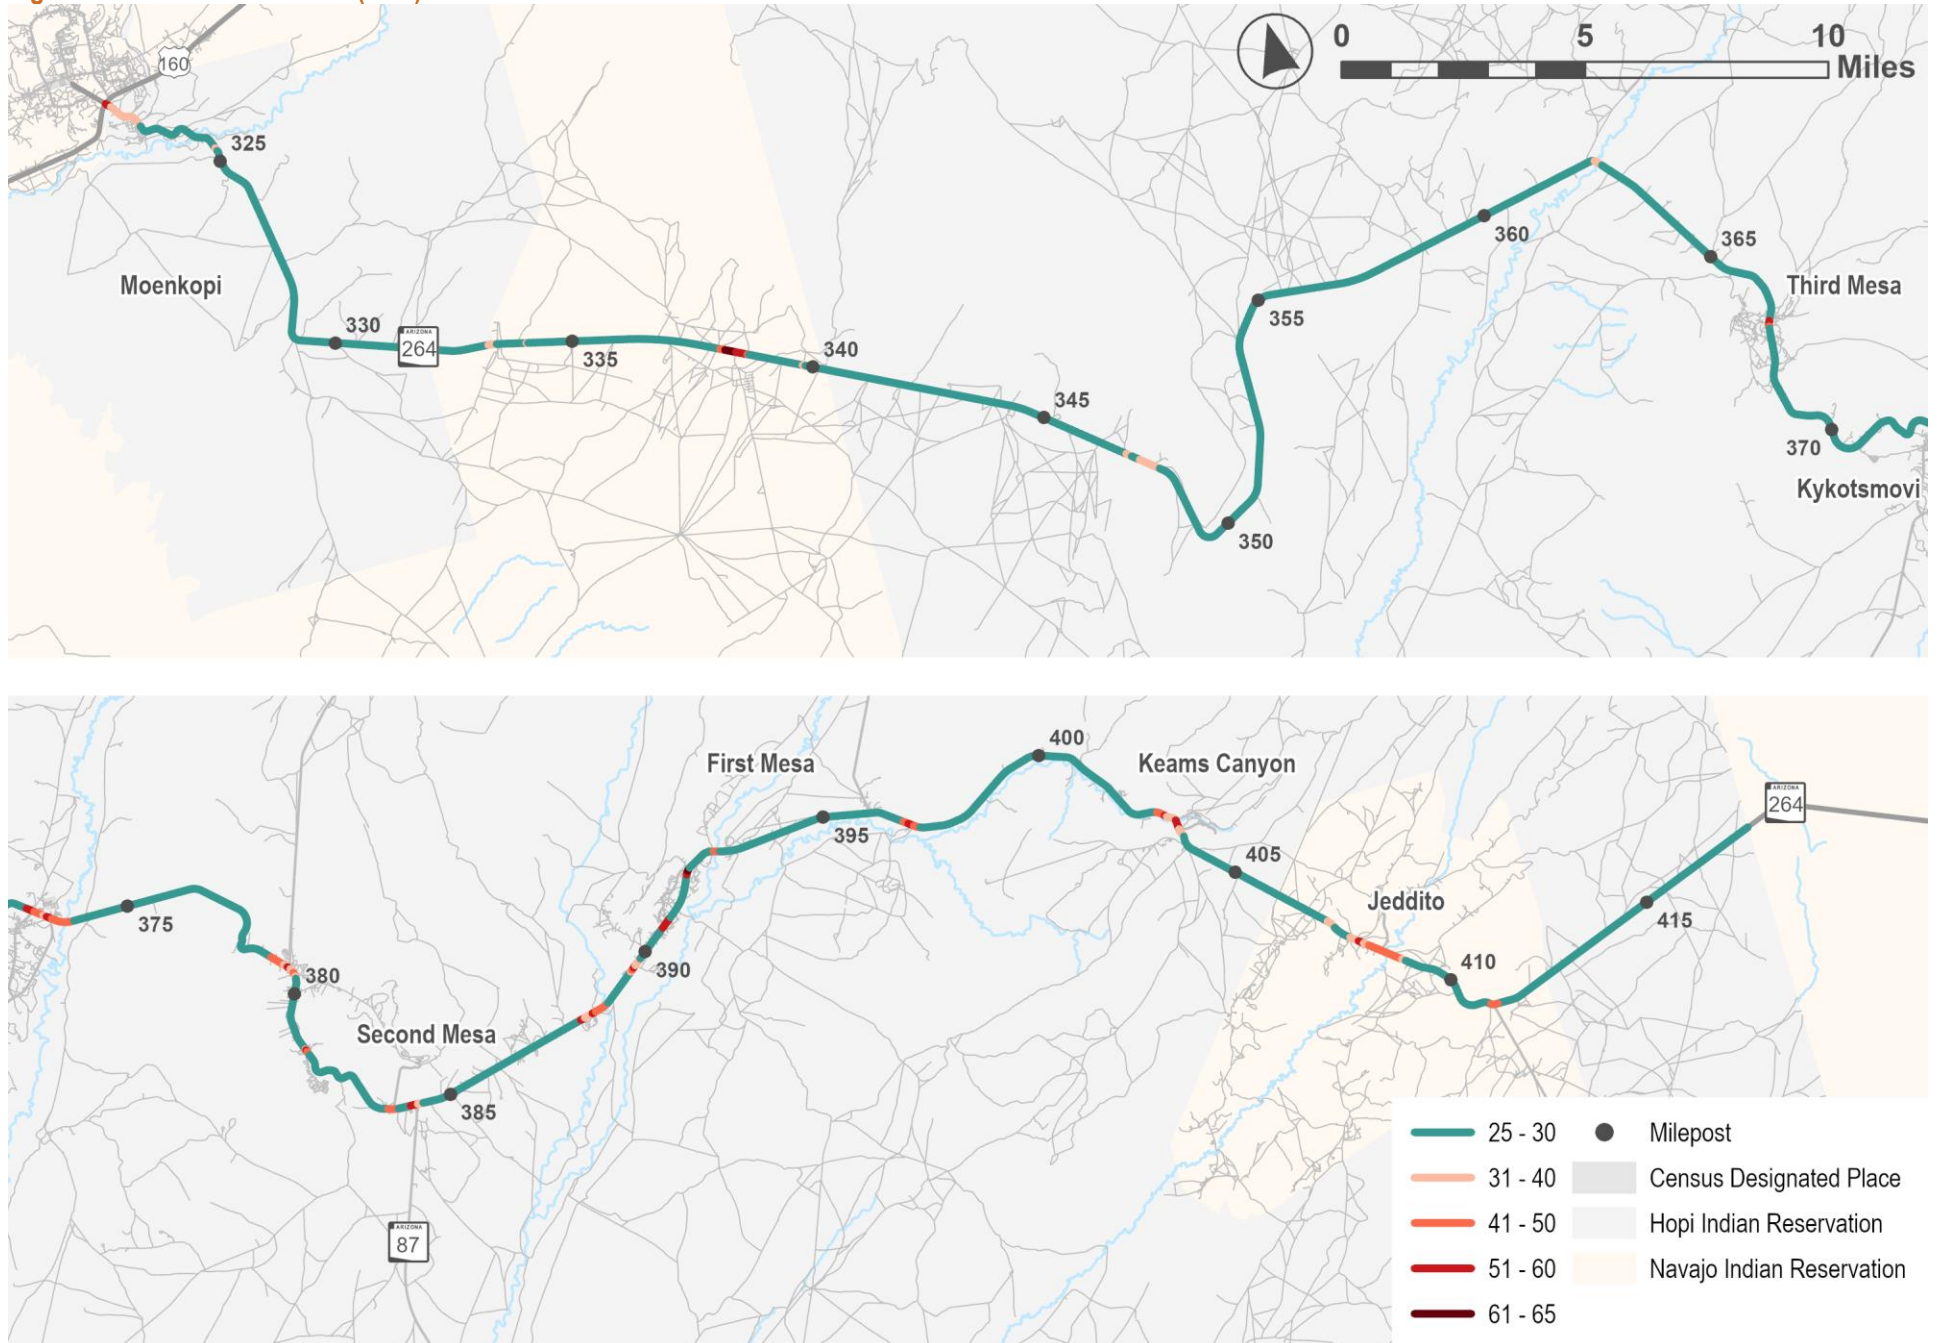 0 5 10
Miles
160
325
Moenkopi
330
ARIZONA
264
335
340
345
350
355
360
365
Third Mesa
370
Kykotsmovi
375
380
Second Mesa
385
ARIZONA
87
390
First Mesa
395
400
Keams Canyon
405
Jeddito
410
415
ARIZONA
264
25 - 30 Milepost
31 - 40 Census Designated Place
41 - 50 Hopi Indian Reservation
51 - 60 Navajo Indian Reservation
61 - 65